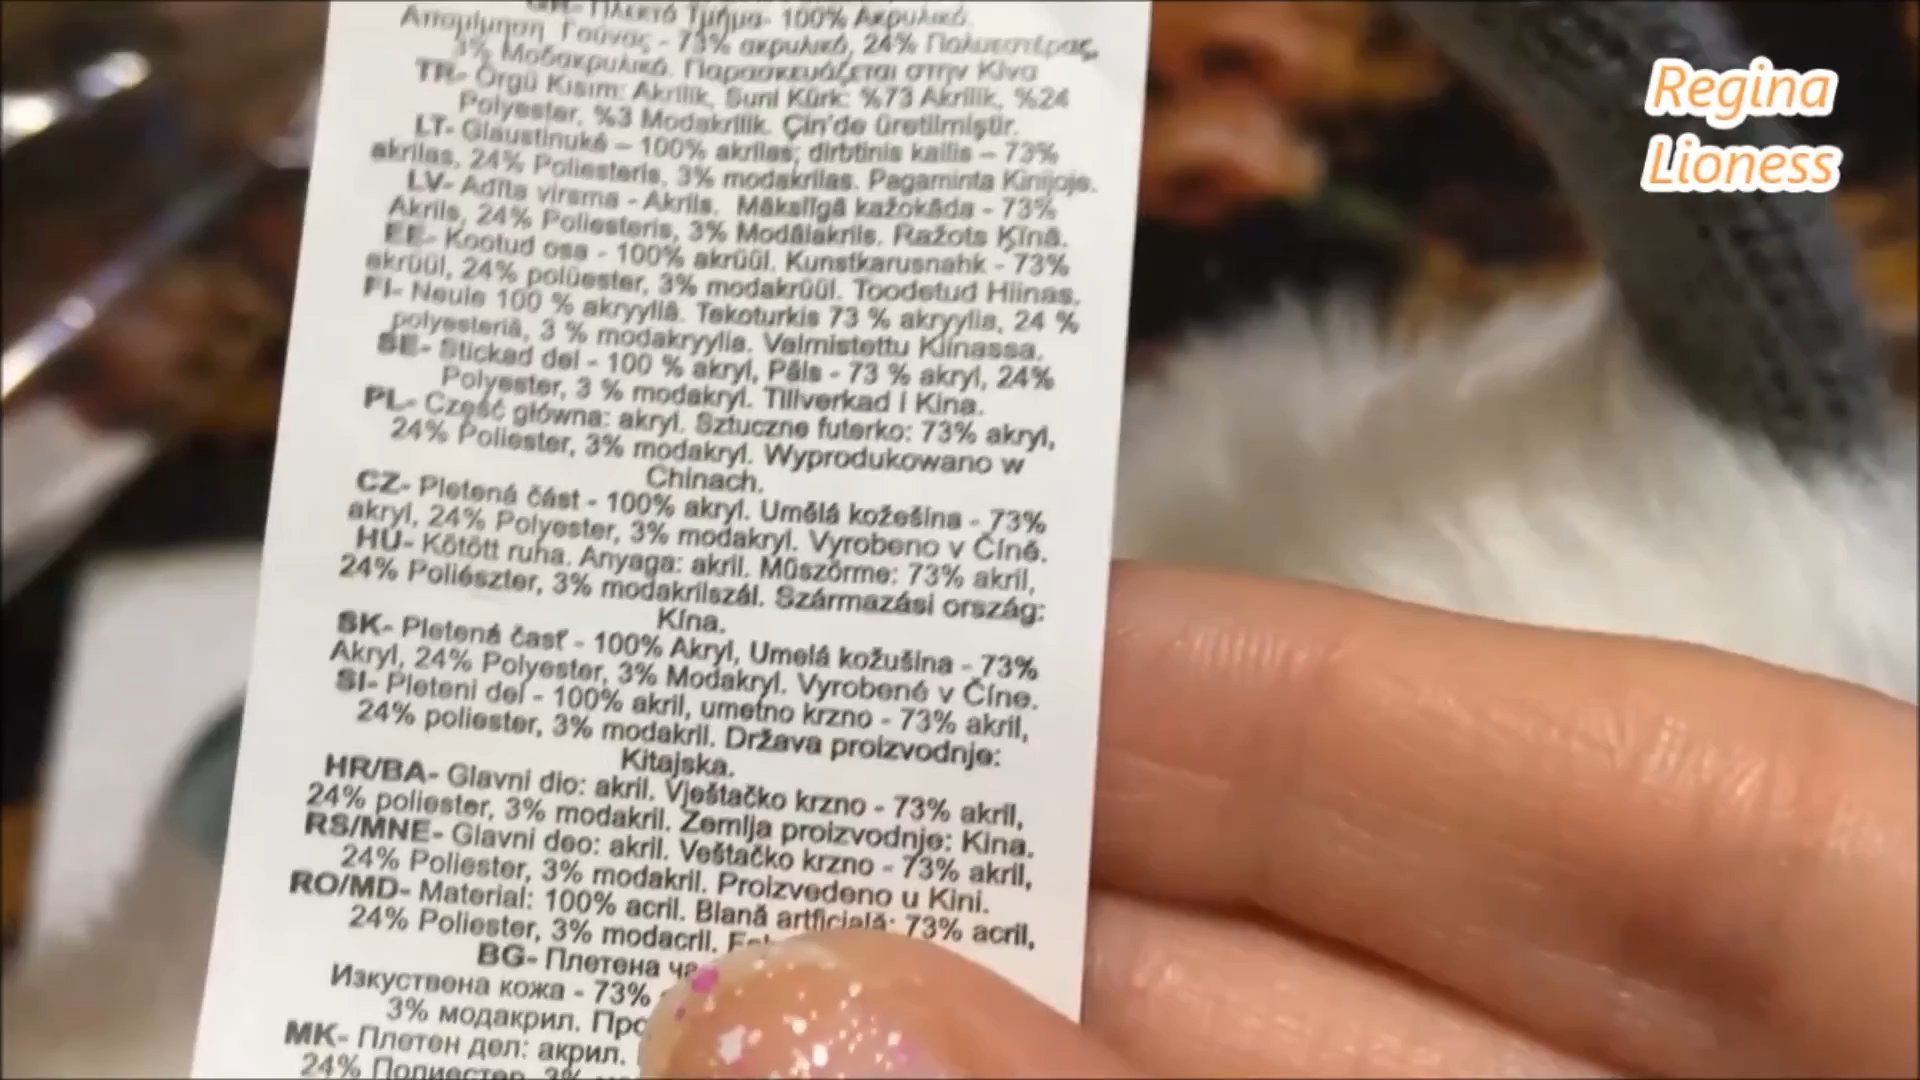 GR- Πλεκτό Τμήμα- 100% Ακρυλικό.
Απομίμηση Γούνας - 73% ακρυλικό, 24% Πολυεστέρας,
3% Μοδακρυλικό. Παρασκευάζεται στην Κίνα
TR- Örgü Kısım: Akrilik, Suni Kürk: %73 Akrilik, %24
Polyester, %3 Modakrilik. Çin'de üretilmiştir.
LT- Glaustinukė – 100% akrilas; dirbtinis kailis – 73%
akrilas, 24% Poliesteris, 3% modakrilas. Pagaminta Kinijoje.
LV- Adīta virsma - Akrils. Mākslīgā kažokāda - 73%
Akrils, 24% Poliesteris, 3% Modālakrils. Ražots Ķīnā.
EE- Kootud osa - 100% akrüül. Kunstkarusnahk - 73%
akrüül, 24% polüester, 3% modakrüül. Toodetud Hiinas.
FI- Neule 100 % akryyliä. Tekoturkis 73 % akryylia, 24 %
polyesteriä, 3 % modakryylia. Valmistettu Kiinassa.
SE- Stickad del - 100 % akryl, Päls - 73 % akryl, 24%
Polyester, 3 % modakryl. Tillverkad i Kina.
PL- Część główna: akryl. Sztuczne futerko: 73% akryl,
24% Poliester, 3% modakryl. Wyprodukowano w
Chinach.
CZ- Pletená část - 100% akryl. Umělá kožešina - 73%
akryl, 24% Polyester, 3% modakryl. Vyrobeno v Číně.
HU- Kötött ruha. Anyaga: akril. Műszőrme: 73% akril,
24% Poliészter, 3% modakrilszál. Származási ország:
Kína.
SK- Pletená časť - 100% Akryl, Umelá kožušina - 73%
Akryl, 24% Polyester, 3% Modakryl. Vyrobené v Číne.
SI- Pleteni del - 100% akril, umetno krzno - 73% akril,
24% poliester, 3% modakril. Država proizvodnje:
Kitajska.
HR/BA- Glavni dio: akril. Vještačko krzno - 73% akril,
24% poliester, 3% modakril. Zemlja proizvodnje: Kina.
RS/MNE- Glavni deo: akril. Veštačko krzno - 73% akril,
24% Poliester, 3% modakril. Proizvedeno u Kini.
RO/MD- Material: 100% acril. Blană artficială: 73% acril,
24% Poliester, 3% modacril.
BG- Плетена
Изкуствена кожа - 73%
3% модакрил.
MK- Плетен дел: акрил.
24% Полиестер, 3%
Regina
Lioness